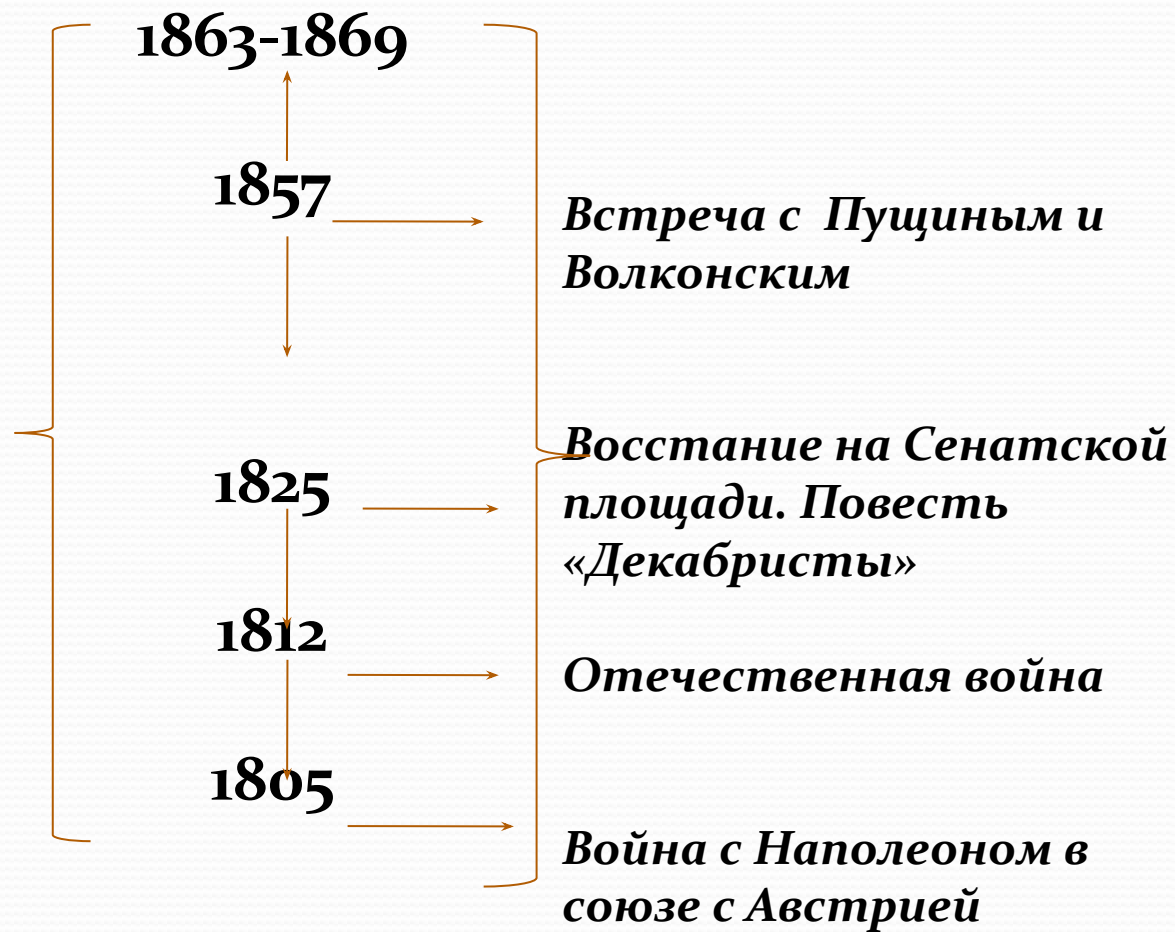 1863-1869
1857
Встреча с Пущиным и
Волконским
Восстание на Сенатской
1825
площади. Повесть
«Декабристы»
1812
Отечественная война
1805
Война с Наполеоном в
союзе с Австрией